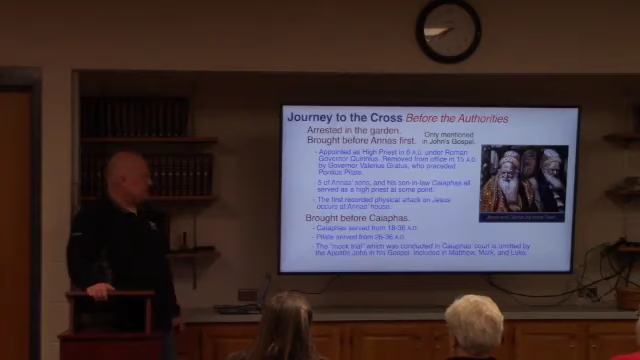 Journey to the Cross Before the Authorities
Arrested in the garden.
Brought before Annas first.
Only mentioned
in John's Gospel.
- Appointed as High Priest in 6 A.D. under Roman
Governor Quirinius. Removed from office in 15 A.D.
by Governor Valerius Gratus, who preceded
Pontius Pilate.
- 5 of Annas' sons, and his son-in-law Caiaphas all
served as a high priest at some point.
- The first recorded physical attack on Jesus
occurs at Annas' house.
Brought before Caiaphas.
- Caiaphas served from 18-36 A.D.
- Pilate served from 26-36 A.D.
- The "mock trial" which was conducted in Caiaphas' court is omitted by
the Apostle John in his Gospel. Included in Matthew, Mark, and Luke.